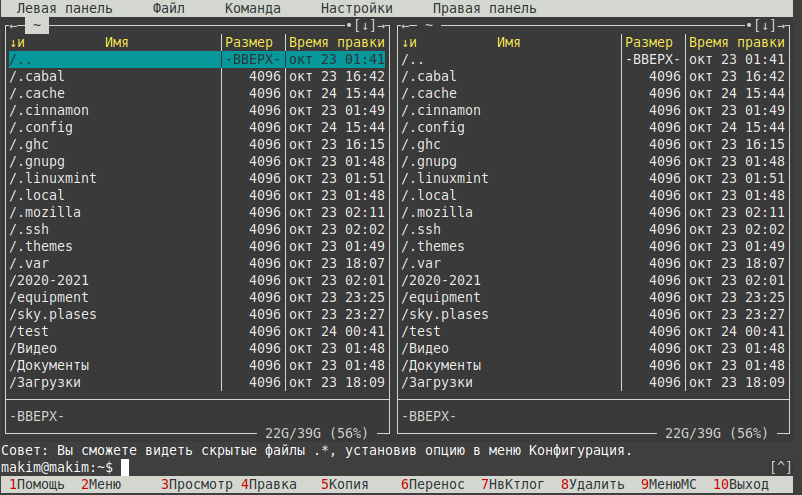 Левая панель Файл Команда Настройки Правая панель
←─ ~ ─•[↓]→ ←─ ~ ─•[↓]→
↓и Имя Размер Время правки ↓и Имя Размер Время правки
/.. -ВВЕРХ- окт 23 01:41 /.. -ВВЕРХ- окт 23 01:41
/.cabal 4096 окт 23 16:42 /.cabal 4096 окт 23 16:42
/.cache 4096 окт 24 15:44 /.cache 4096 окт 24 15:44
/.cinnamon 4096 окт 23 01:49 /.cinnamon 4096 окт 23 01:49
/.config 4096 окт 24 15:44 /.config 4096 окт 24 15:44
/.ghc 4096 окт 23 16:15 /.ghc 4096 окт 23 16:15
/.gnupg 4096 окт 23 01:48 /.gnupg 4096 окт 23 01:48
/.linuxmint 4096 окт 23 01:51 /.linuxmint 4096 окт 23 01:51
/.local 4096 окт 23 01:48 /.local 4096 окт 23 01:48
/.mozilla 4096 окт 23 02:11 /.mozilla 4096 окт 23 02:11
/.ssh 4096 окт 23 02:02 /.ssh 4096 окт 23 02:02
/.themes 4096 окт 23 01:49 /.themes 4096 окт 23 01:49
/.var 4096 окт 23 18:07 /.var 4096 окт 23 18:07
/2020-2021 4096 окт 23 02:01 /2020-2021 4096 окт 23 02:01
/equipment 4096 окт 23 23:25 /equipment 4096 окт 23 23:25
/sky.plases 4096 окт 23 23:27 /sky.plases 4096 окт 23 23:27
/test 4096 окт 24 00:41 /test 4096 окт 24 00:41
/Видео 4096 окт 23 01:48 /Видео 4096 окт 23 01:48
/Документы 4096 окт 23 01:48 /Документы 4096 окт 23 01:48
/Загрузки 4096 окт 23 18:09 /Загрузки 4096 окт 23 18:09
-ВВЕРХ- -ВВЕРХ-
22G/39G (56%) 22G/39G (56%)
Совет: Вы сможете видеть скрытые файлы .*, установив опцию в меню Конфигурация.
makim@makim:~$ [^]
1Помощь 2Меню 3Просмотр 4Правка 5Копия 6Перенос 7НвКтлог 8Удалить 9МенюМС 10Выход